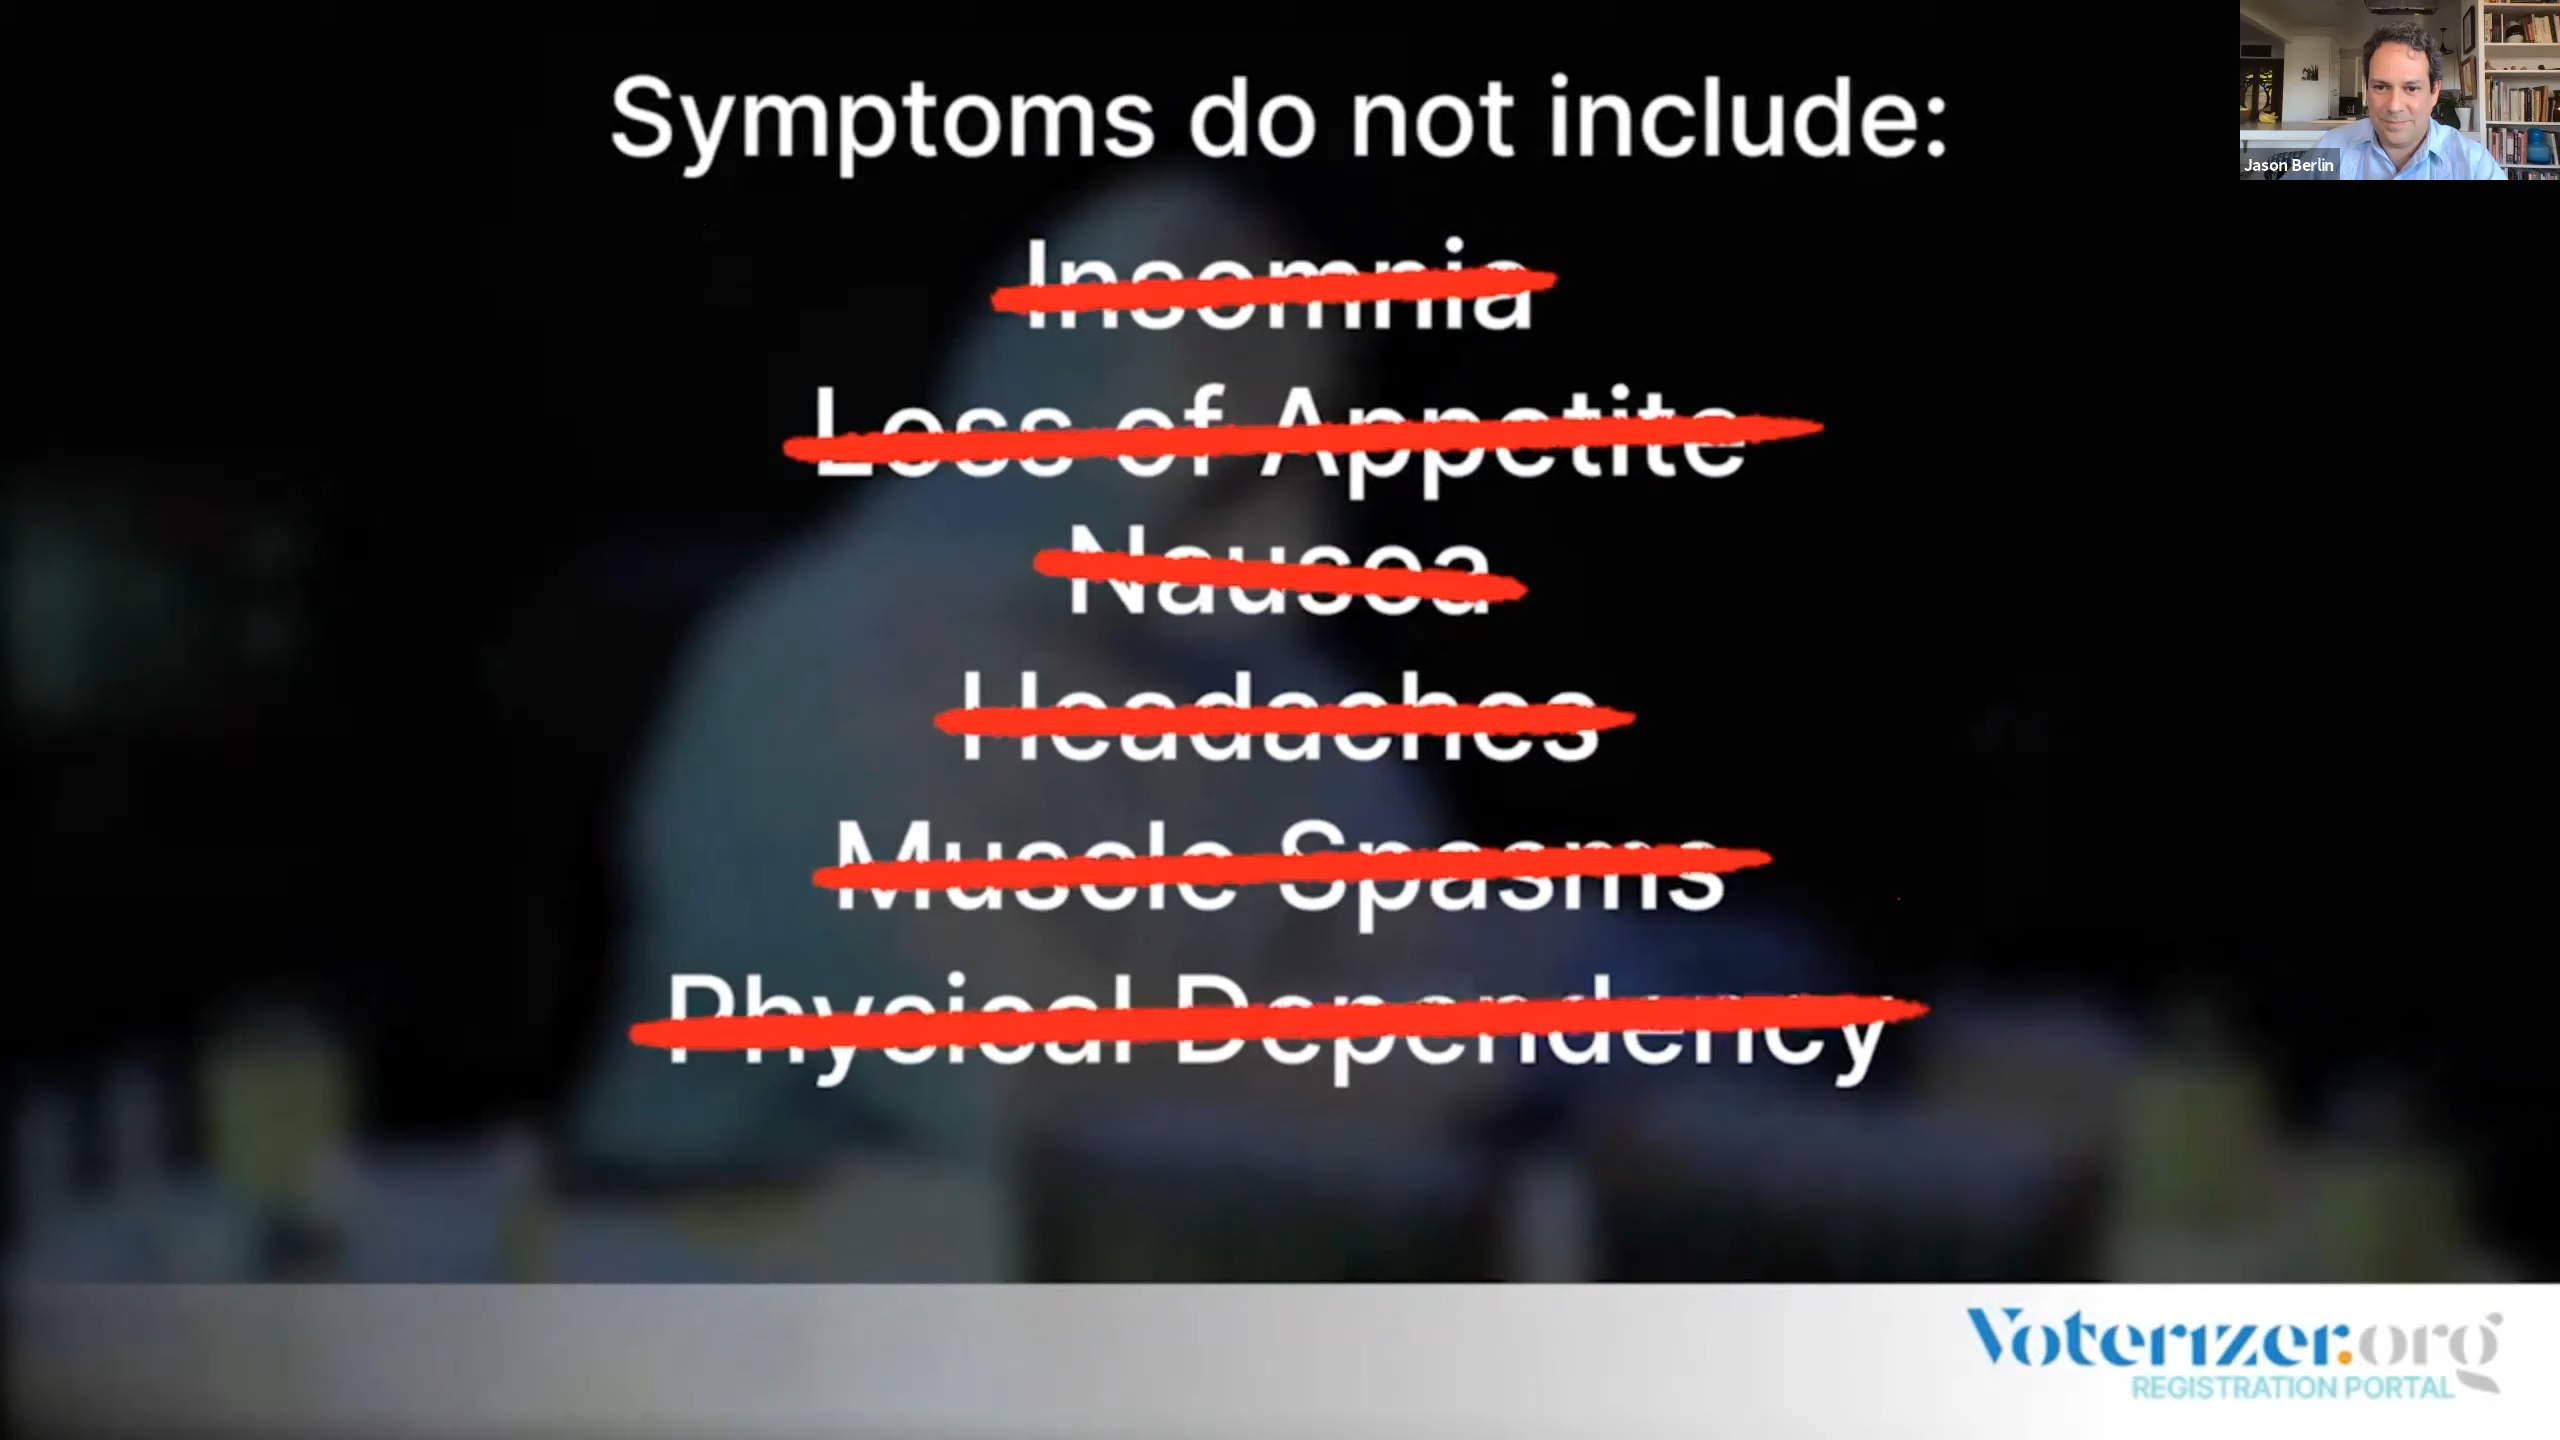 Symptoms do not include:
Insomnia
Loss of Appetite
Nausea
Headaches
Muscle Spasms
Physical Dependency
Jason Berlin
Voterizer.org
REGISTRATION PORTAL